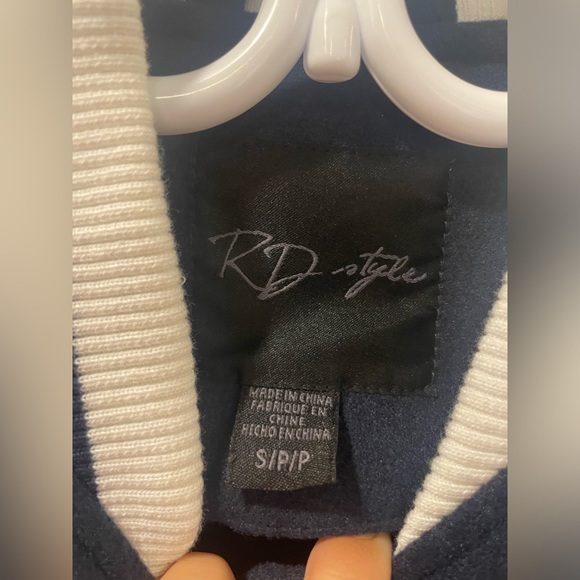 RD style
MADE IN CHINA
FABRIQUE EN
CHINE
HECHO EN CHINA
S/P/P